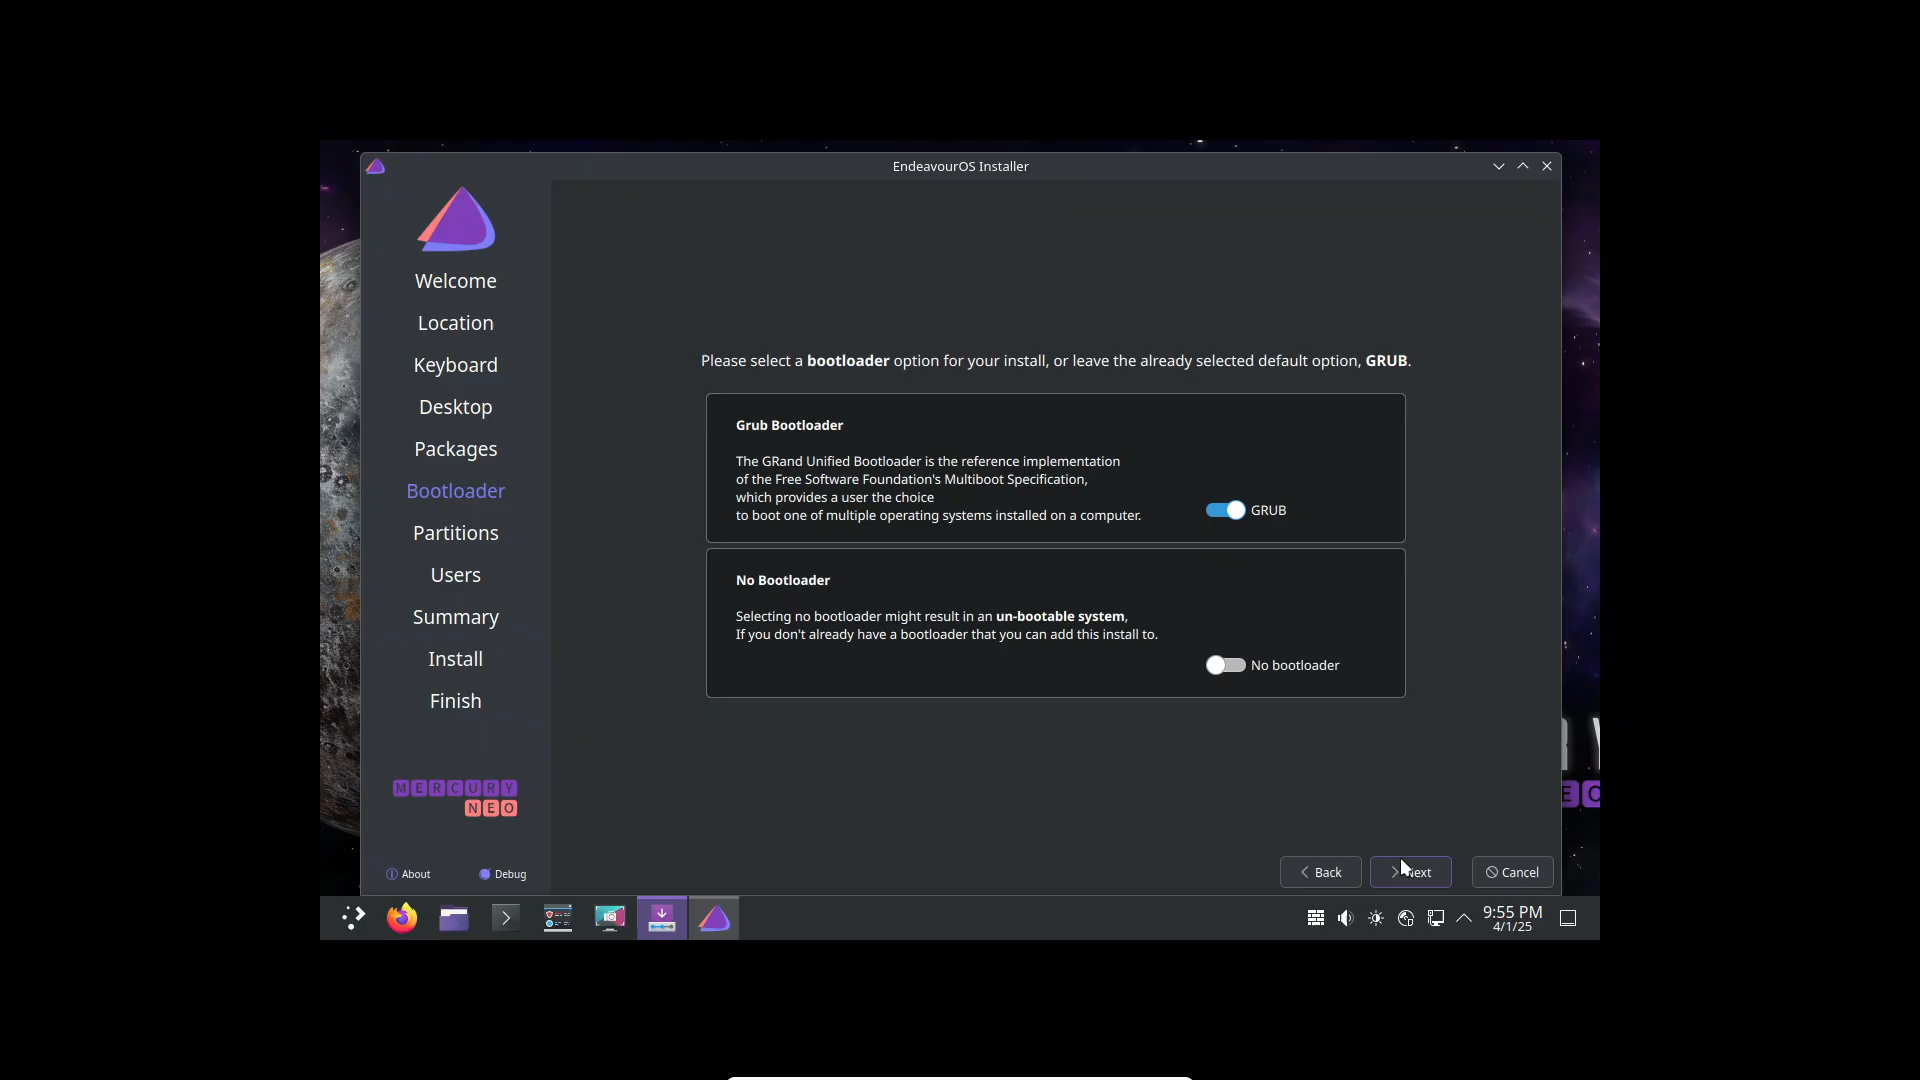 EndeavourOS Installer
Welcome
Location
Keyboard
Desktop
Packages
Bootloader
Partitions
Users
Summary
Install
Finish
MERCURY
NEO
About
Debug
Please select a bootloader option for your install, or leave the already selected default option, GRUB.
Grub Bootloader
The GRand Unified Bootloader is the reference implementation
of the Free Software Foundation's Multiboot Specification,
which provides a user the choice
to boot one of multiple operating systems installed on a computer.
GRUB
No Bootloader
Selecting no bootloader might result in an un-bootable system,
If you don't already have a bootloader that you can add this install to.
No bootloader
Back
Next
Cancel
9:55 PM
4/1/25